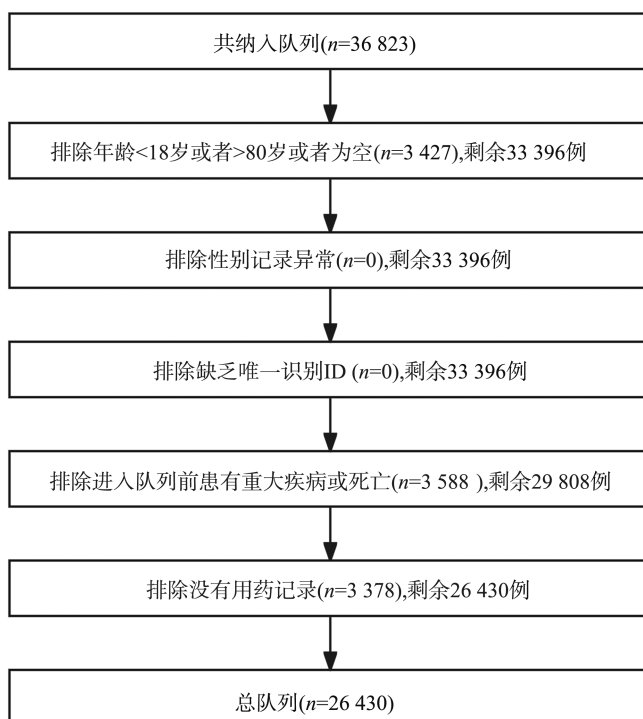 共纳入队列(n=36 823)
排除年龄<18岁或者>80岁或者为空(n=3 427),剩余33 396例
排除性别记录异常(n=0),剩余33 396例
排除缺乏唯一识别ID (n=0),剩余33 396例
排除进入队列前患有重大疾病或死亡(n=3 588 ),剩余29 808例
排除没有用药记录(n=3 378),剩余26 430例
总队列(n=26 430)